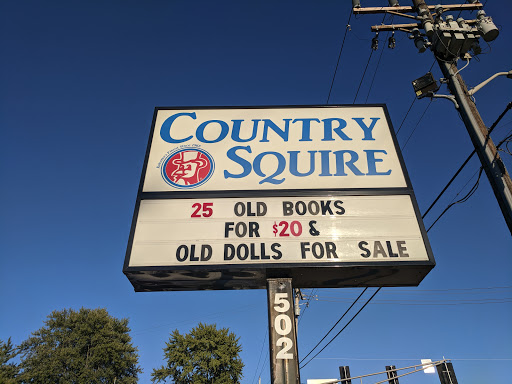 COUNTRY
SQUIRE
25 OLD BOOKS
FOR $20 &
OLD DOLLS FOR SALE
502